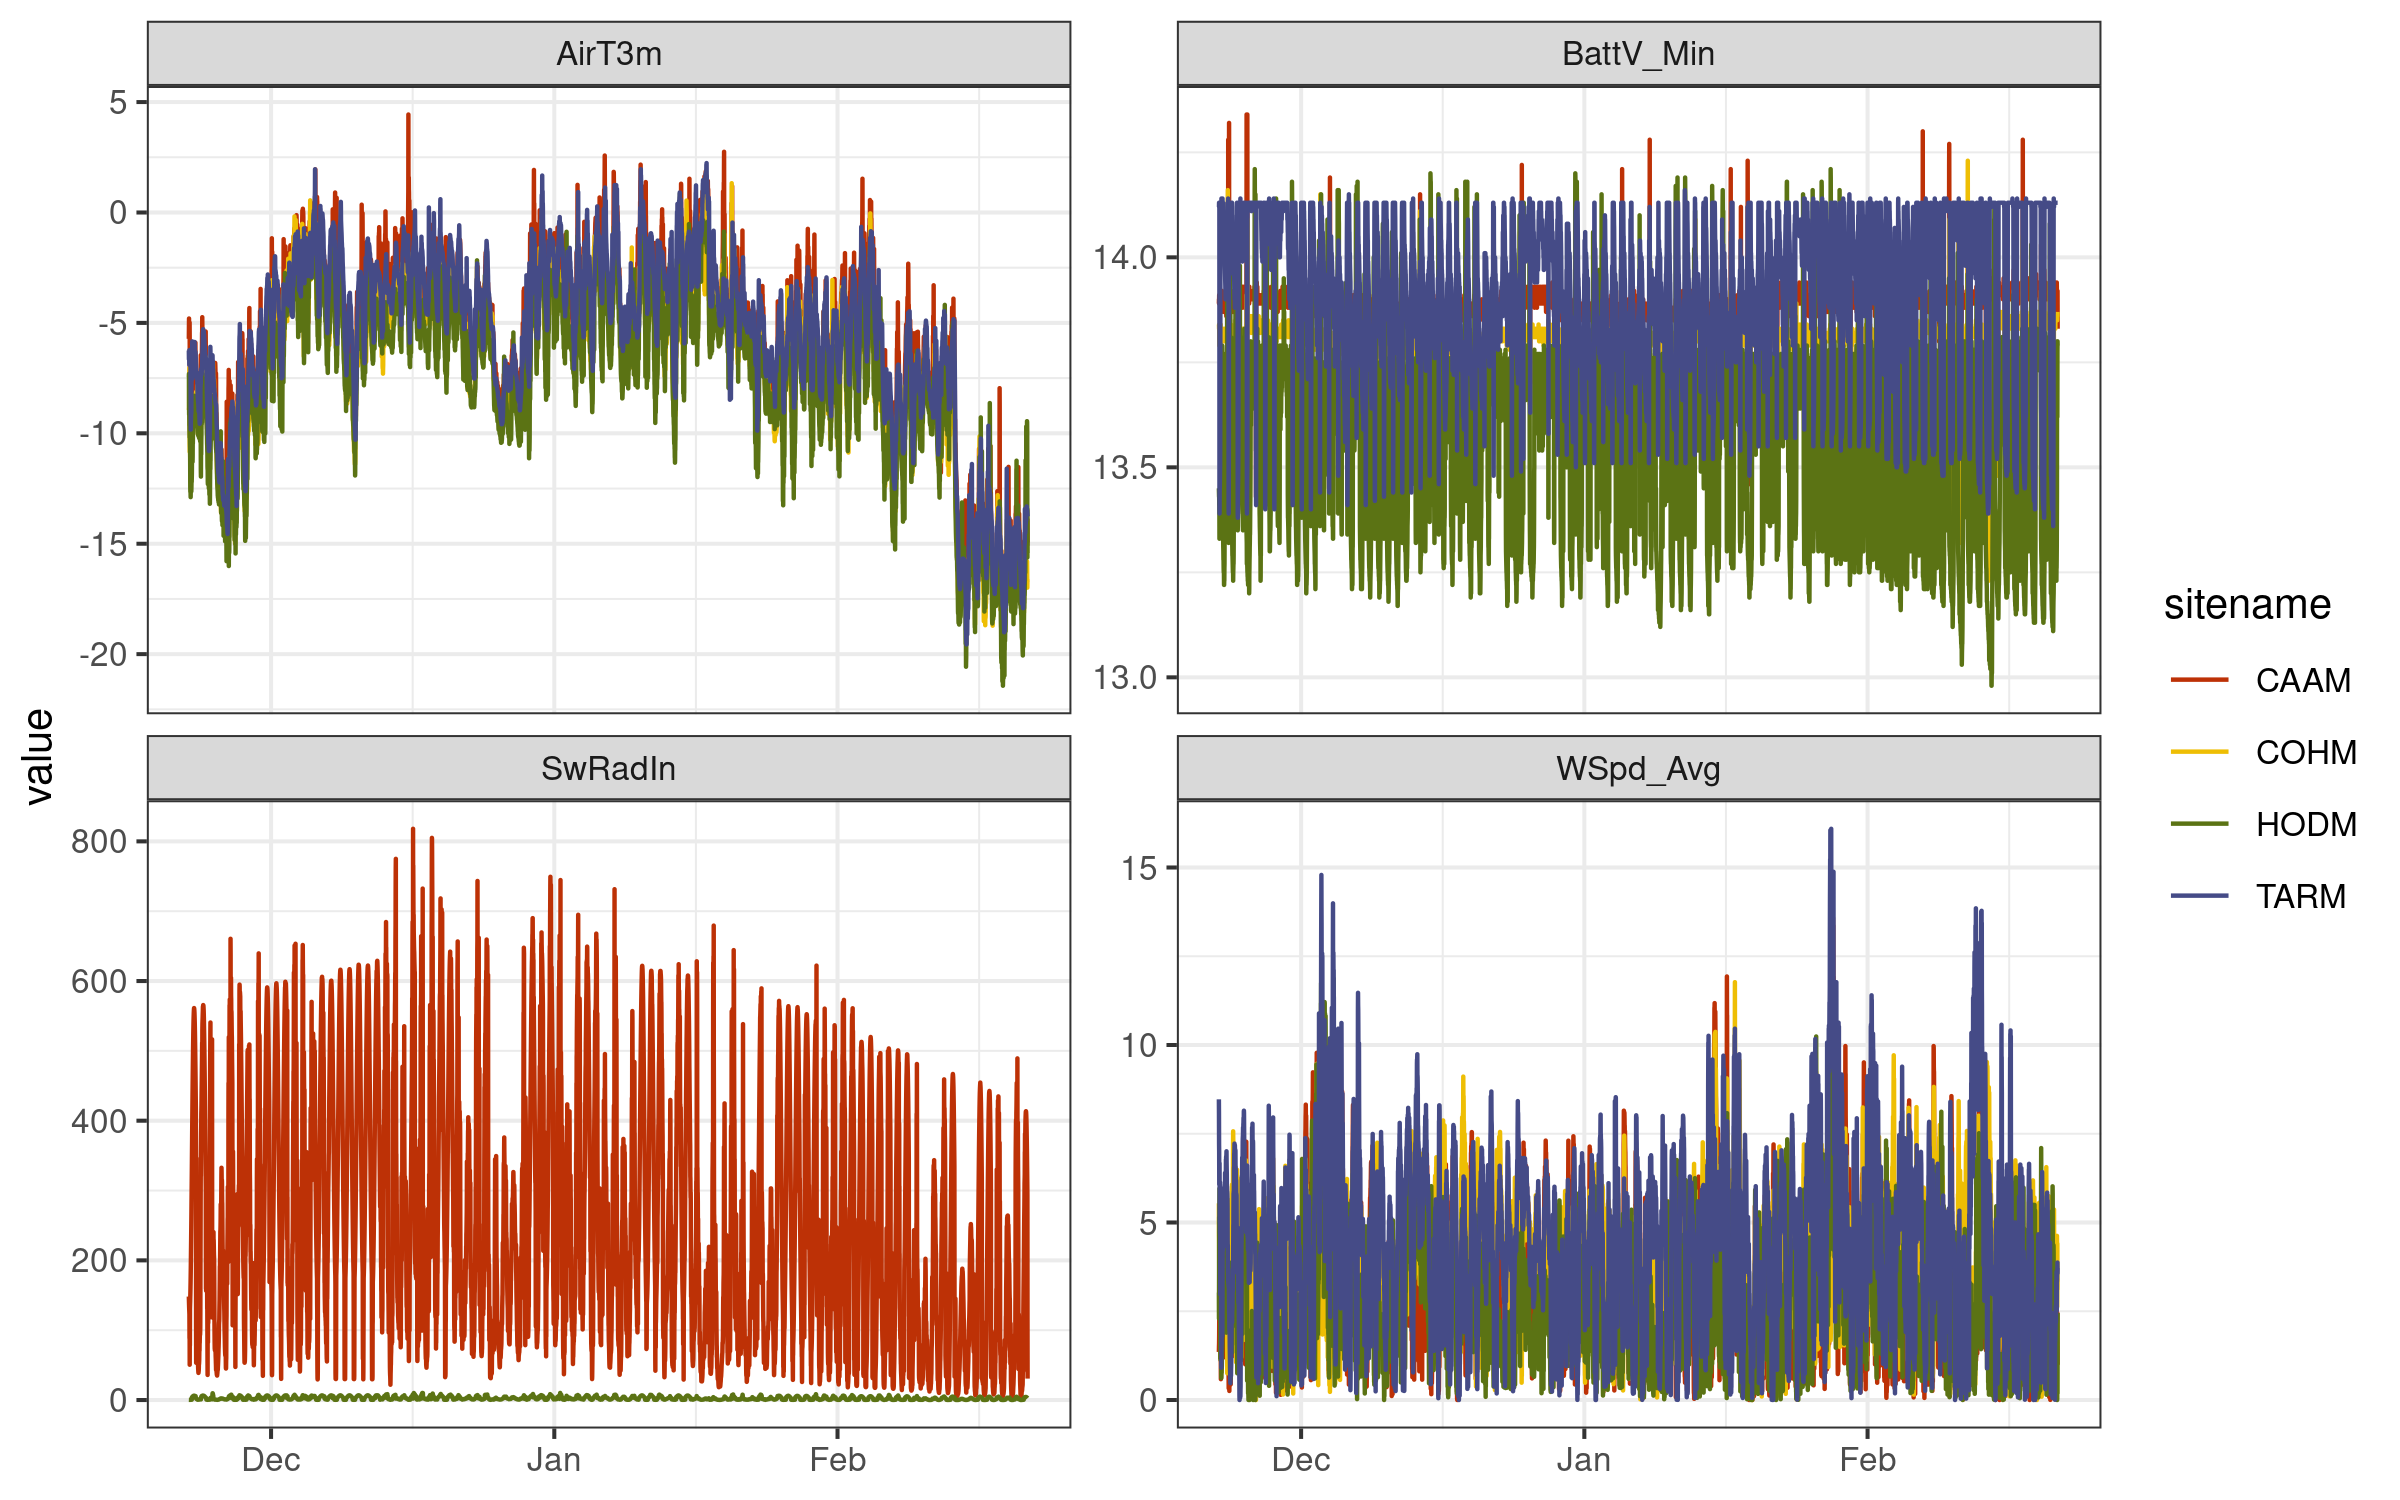 AirT3m
BattV_Min
5
0
-5
-10
-15
-20
14.0
13.5
13.0
SwRadIn
WSpd_Avg
800
600
400
200
0
15
10
5
0
Dec Jan Feb
Dec Jan Feb
value
sitename
CAAM
COHM
HODM
TARM